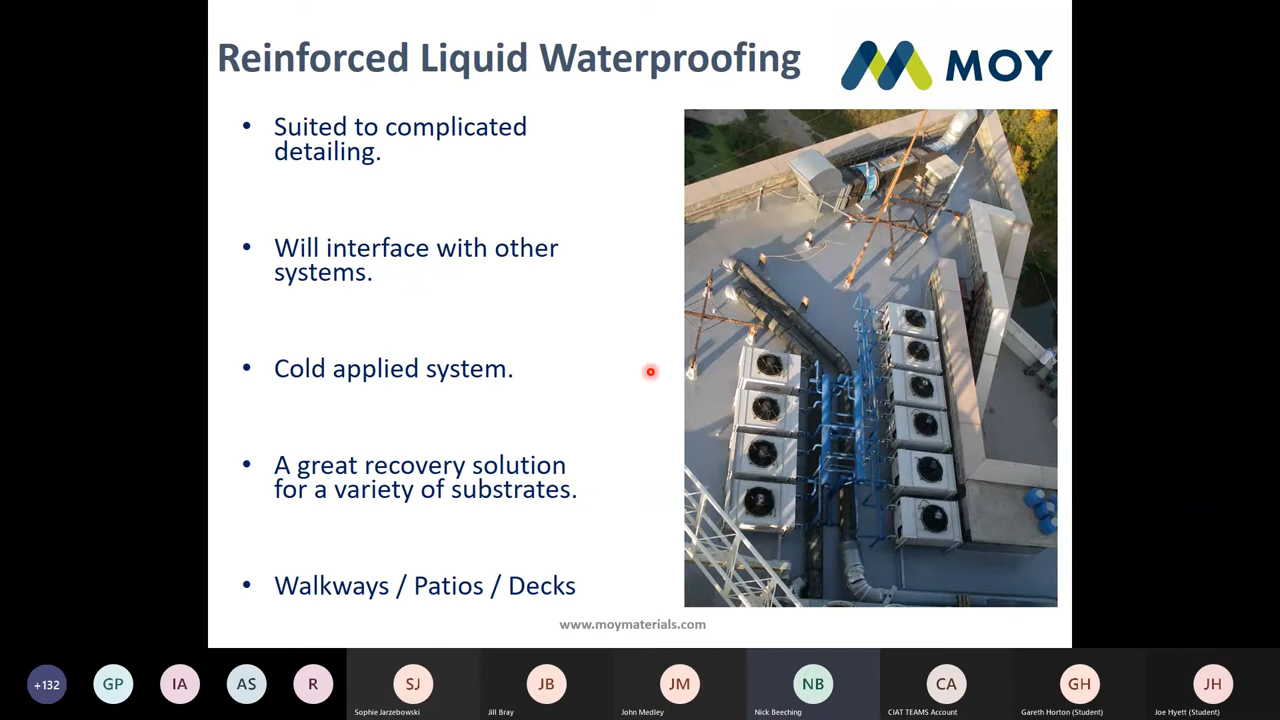 Reinforced Liquid Waterproofing
MOY
• Suited to complicated
detailing.
• Will interface with other
systems.
• Cold applied system.
• A great recovery solution
for a variety of substrates.
• Walkways / Patios / Decks
www.moymaterials.com
+132
GP
IA
AS
R
SJ
JB
JM
NB
CA
GH
JH
Sophie Jarzebowski
Jill Bray
John Medley
Nick Beeching
CIAT TEAMS Account
Gareth Horton (Student)
Joe Hyett (Student)